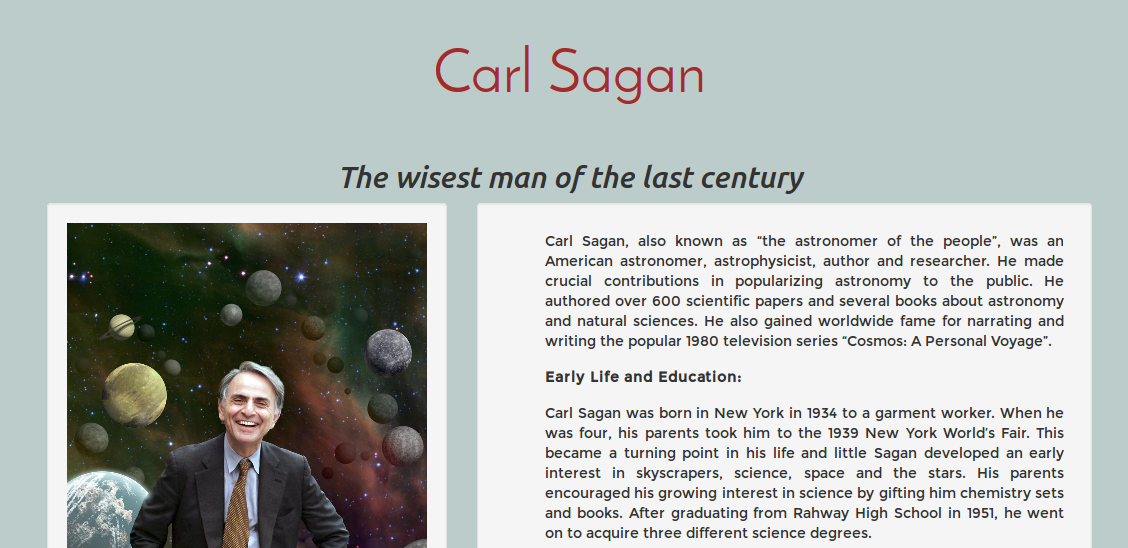 Carl Sagan
The wisest man of the last century
Carl Sagan, also known as “the astronomer of the people”, was an
American astronomer, astrophysicist, author and researcher. He made
crucial contributions in popularizing astronomy to the public. He
authored over 600 scientific papers and several books about astronomy
and natural sciences. He also gained worldwide fame for narrating and
writing the popular 1980 television series “Cosmos: A Personal Voyage”.
Early Life and Education:
Carl Sagan was born in New York in 1934 to a garment worker. When he
was four, his parents took him to the 1939 New York World’s Fair. This
became a turning point in his life and little Sagan developed an early
interest in skyscrapers, science, space and the stars. His parents
encouraged his growing interest in science by gifting him chemistry sets
and books. After graduating from Rahway High School in 1951, he went
on to acquire three different science degrees.